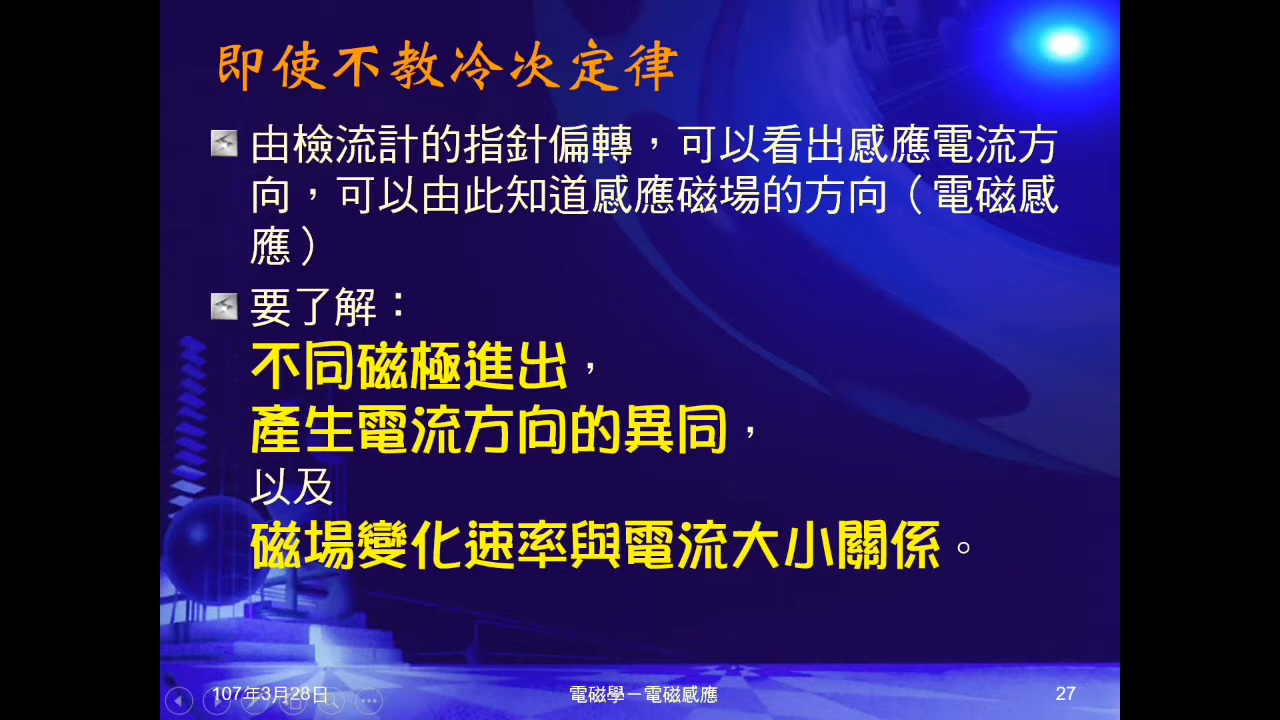 即使不教冷次定律
由檢流計的指針偏轉，可以看出感應電流方
向，可以由此知道感應磁場的方向（電磁感
應）
要了解：
不同磁極進出，
產生電流方向的異同，
以及
磁場變化速率與電流大小關係。
107年3月28日
電磁學－電磁感應
27